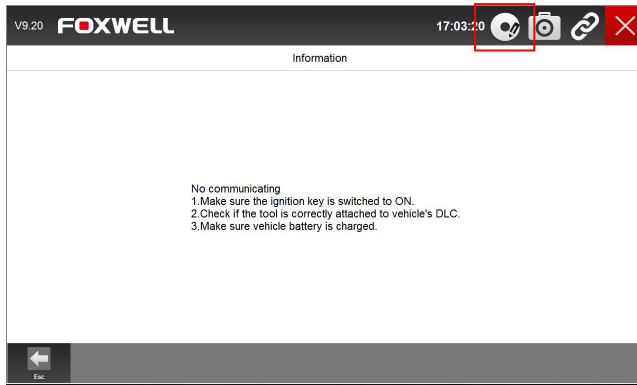 V9.20 FOXWELL 17:03:20
Information
No communicating
1.Make sure the ignition key is switched to ON.
2.Check if the tool is correctly attached to vehicle's DLC.
3.Make sure vehicle battery is charged.
Esc